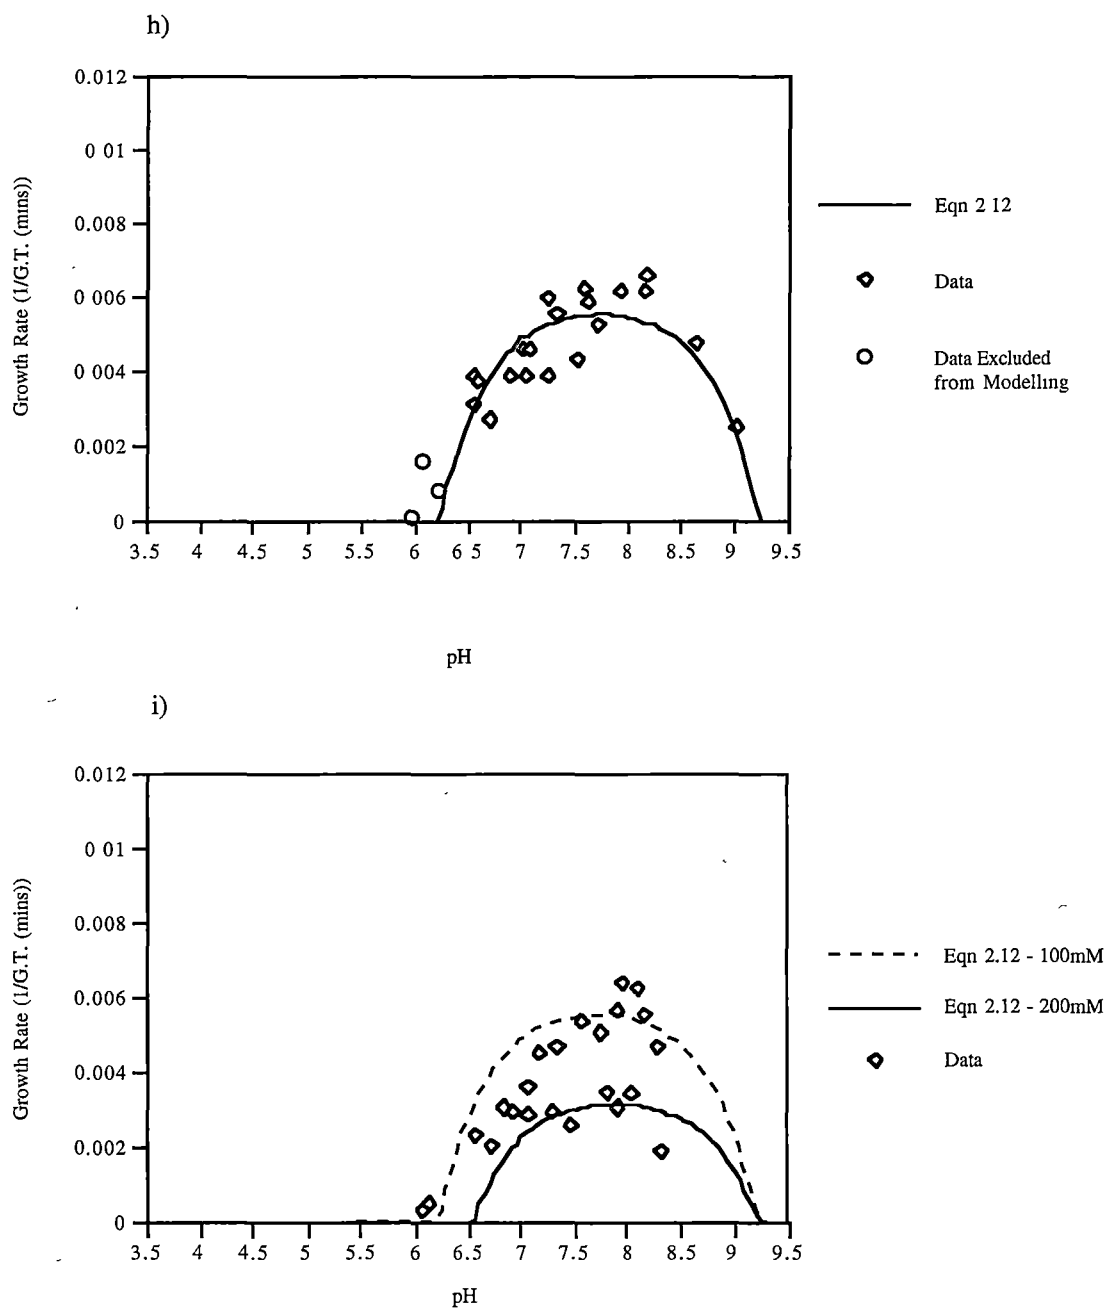 h)
0.012
0 01
0.008
0 006
0 004
0.002
0
3.5 4 4.5 5 5.5 6 6.5 7 7.5 8 8.5 9 9.5
Growth Rate (1/G.T. (mins))
pH
Eqn 2 12
Data
Data Excluded
from Modelling
i)
0.012
0 01
0.008
0.006
0.004
0.002
0
3.5 4 4.5 5 5.5 6 6.5 7 7.5 8 8.5 9 9.5
Growth Rate (1/G.T. (mins))
pH
Eqn 2.12 - 100mM
Eqn 2.12 - 200mM
Data